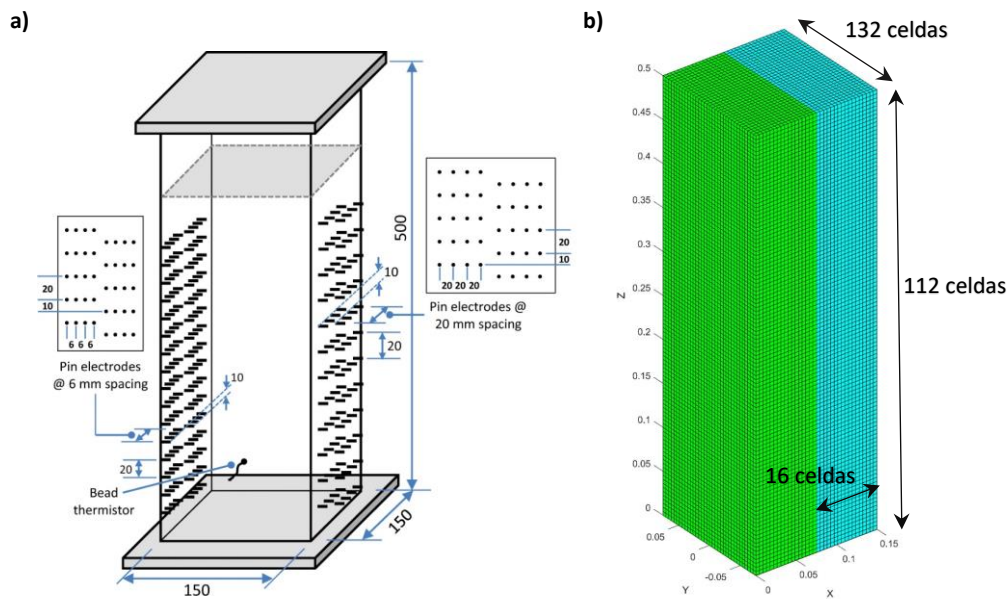 a)
500
20
10
6 6 6
Pin electrodes
@ 6 mm spacing
10
20
Bead
thermistor
150
150
10
20
20
10
20 20 20
Pin electrodes @
20 mm spacing
b)
132 celdas
112 celdas
16 celdas
Z
0.5
0.45
0.4
0.35
0.3
0.25
0.2
0.15
0.1
0.05
0
0.05
0
-0.05
Y
0
0.05
0.1
0.15
X